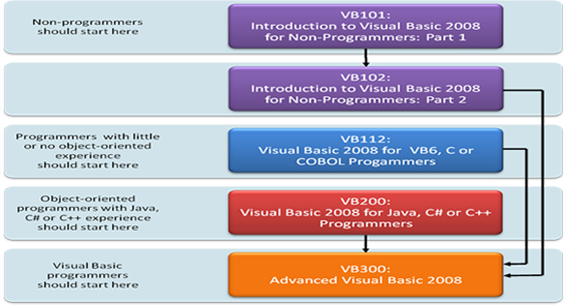 Non-programmers
should start here
VB101:
Introduction to Visual Basic 2008
for Non-Programmers: Part 1
VB102:
Introduction to Visual Basic 2008
for Non-Programmers: Part 2
Programmers with little
or no object-oriented
experience
should start here
VB112:
Visual Basic 2008 for VB6, C or
COBOL Progammers
Object-oriented
programmers with Java,
C# or C++ experience
should start here
VB200:
Visual Basic 2008 for Java, C# or C++
Programmers
Visual Basic
programmers
should start here
VB300:
Advanced Visual Basic 2008